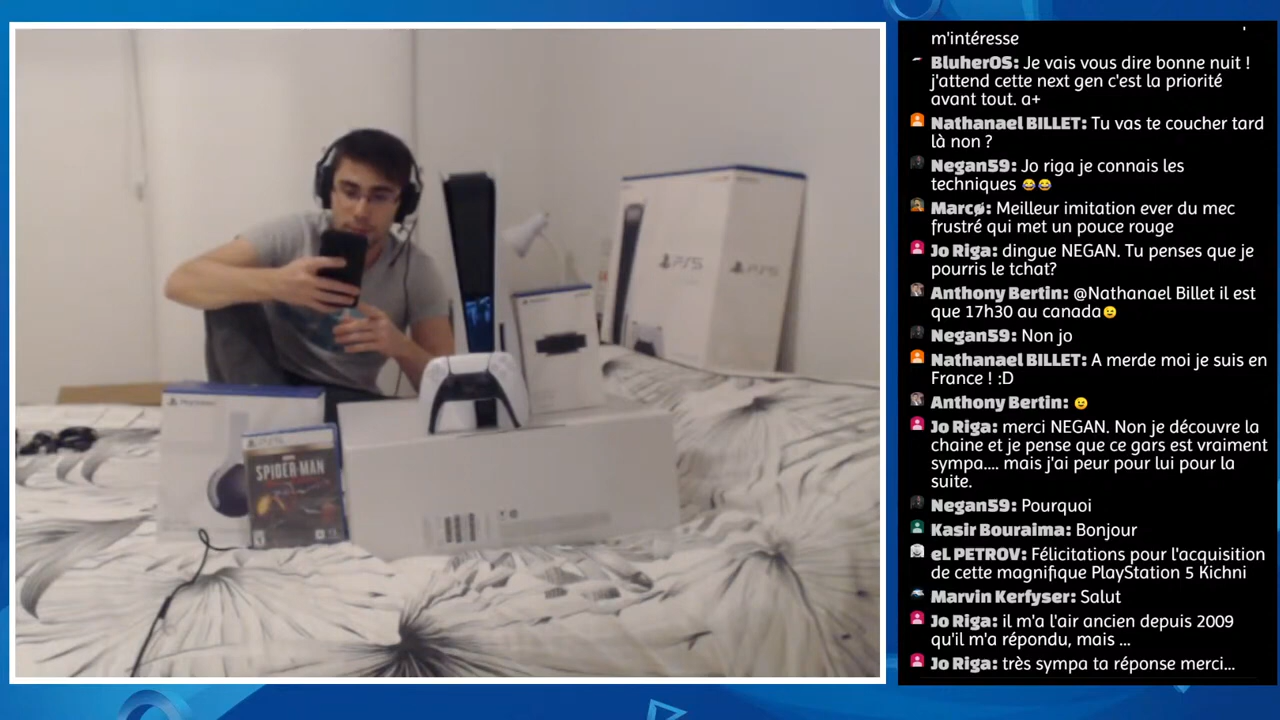 m'intéresse
BluherOS: Je vais vous dire bonne nuit !
j'attend cette next gen c'est la priorité
avant tout. a+
Nathanael BILLET: Tu vas te coucher tard
là non ?
Negan59: Jo riga je connais les
techniques 😂😂
Marcø: Meilleur imitation ever du mec
frustré qui met un pouce rouge
Jo Riga: dingue NEGAN. Tu penses que je
pourris le tchat?
Anthony Bertin: @Nathanael Billet il est
que 17h30 au canada😉
Negan59: Non jo
Nathanael BILLET: A merde moi je suis en
France ! :D
Anthony Bertin: 😉
Jo Riga: merci NEGAN. Non je découvre la
chaine et je pense que ce gars est vraiment
sympa.... mais j'ai peur pour lui pour la
suite.
Negan59: Pourquoi
Kasir Bouraima: Bonjour
eL PETROV: Félicitations pour l'acquisition
de cette magnifique PlayStation 5 Kichni
Marvin Kerfyser: Salut
Jo Riga: il m'a l'air ancien depuis 2009
qu'il m'a répondu, mais ...
Jo Riga: très sympa ta réponse merci...
PS5
PS5
PlayStation
PS5
SPIDER-MAN